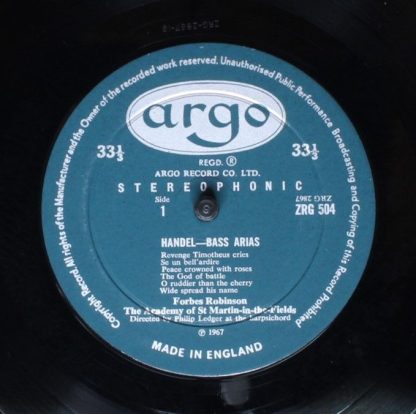 Copyright Record. All rights of the Manufacturer and the Owner of the recorded work reserved. Unauthorised Public Performance Broadcasting and Copying of this Record Prohibited
argo
33⅓
33⅓
REGD. ®
ARGO RECORD CO. LTD.
STEREOPHONIC
Side
1
ZRG 2867
ZRG 504
HANDEL—BASS ARIAS
Revenge Timotheus cries
Se un bell'ardire
Peace crowned with roses
The God of battle
O ruddier than the cherry
Wide spread his name
Forbes Robinson
The Academy of St Martin-in-the-Fields
Directed by Philip Ledger at the Harpsichord
℗ 1967
MADE IN ENGLAND